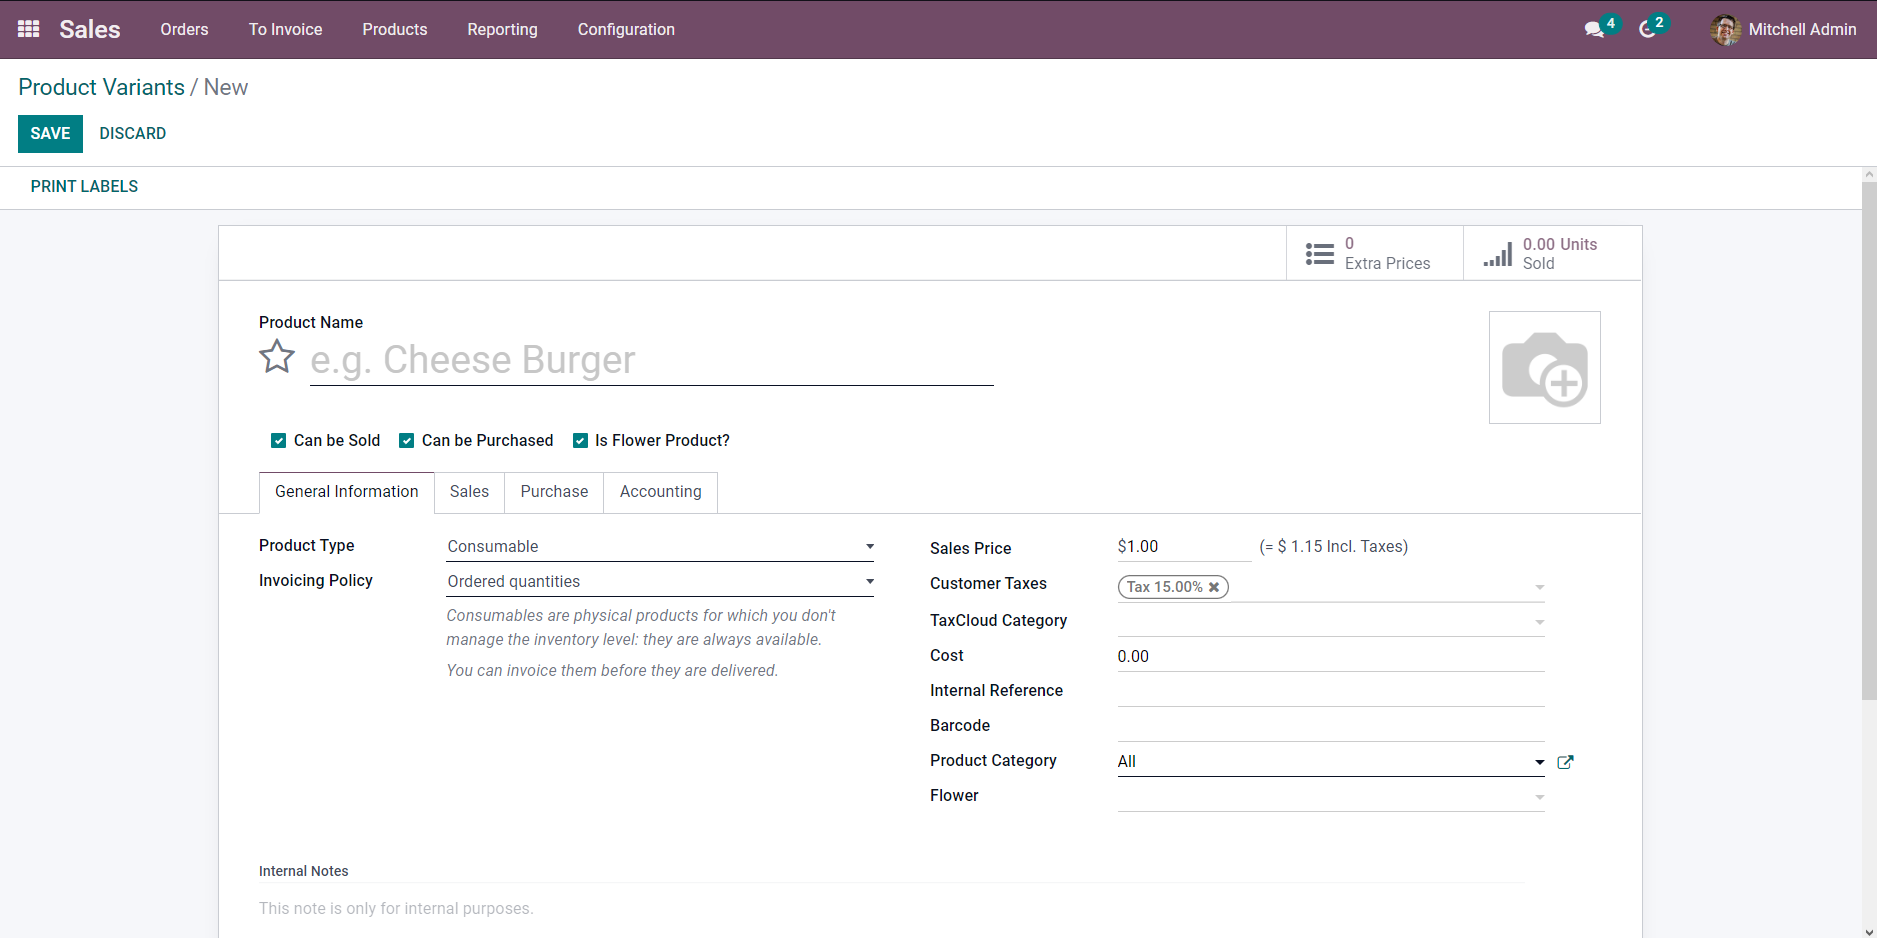 Sales Orders To Invoice Products Reporting Configuration 4 2 Mitchell Admin
Product Variants / New
SAVE DISCARD
PRINT LABELS
0
Extra Prices
0.00 Units
Sold
Product Name
e.g. Cheese Burger
Can be Sold Can be Purchased Is Flower Product?
General Information Sales Purchase Accounting
Product Type Consumable
Invoicing Policy Ordered quantities
Consumables are physical products for which you don't
manage the inventory level: they are always available.
You can invoice them before they are delivered.
Sales Price $1.00 (= $ 1.15 Incl. Taxes)
Customer Taxes Tax 15.00% ✖
TaxCloud Category
Cost 0.00
Internal Reference
Barcode
Product Category All
Flower
Internal Notes
This note is only for internal purposes.